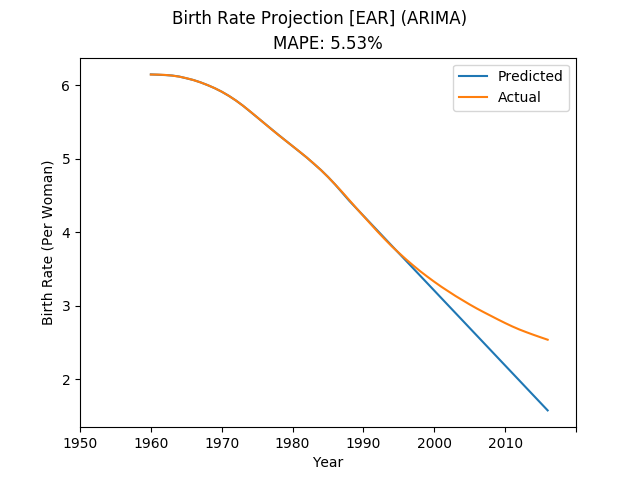 Birth Rate Projection [EAR] (ARIMA)
MAPE: 5.53%
Predicted
Actual
6
5
4
3
2
Birth Rate (Per Woman)
1950
1960
1970
1980
1990
2000
2010
Year